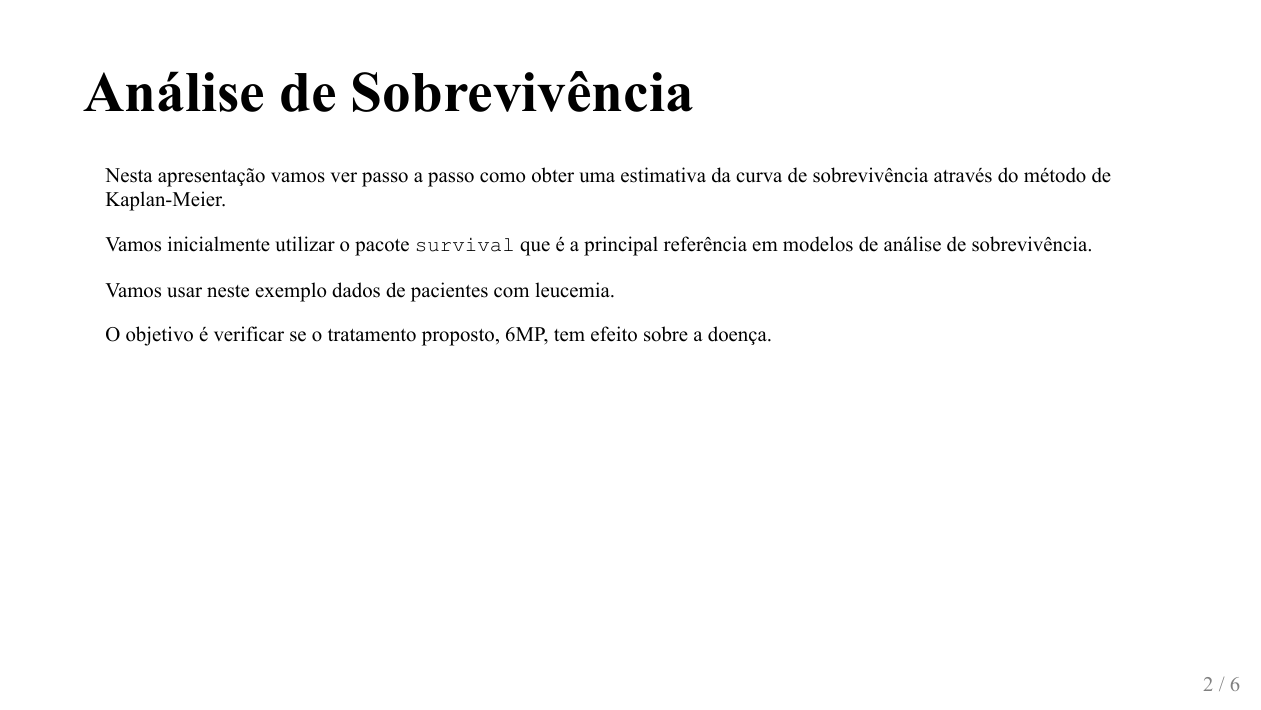 Análise de Sobrevivência
Nesta apresentação vamos ver passo a passo como obter uma estimativa da curva de sobrevivência através do método de
Kaplan-Meier.
Vamos inicialmente utilizar o pacote survival que é a principal referência em modelos de análise de sobrevivência.
Vamos usar neste exemplo dados de pacientes com leucemia.
O objetivo é verificar se o tratamento proposto, 6MP, tem efeito sobre a doença.
2 / 6